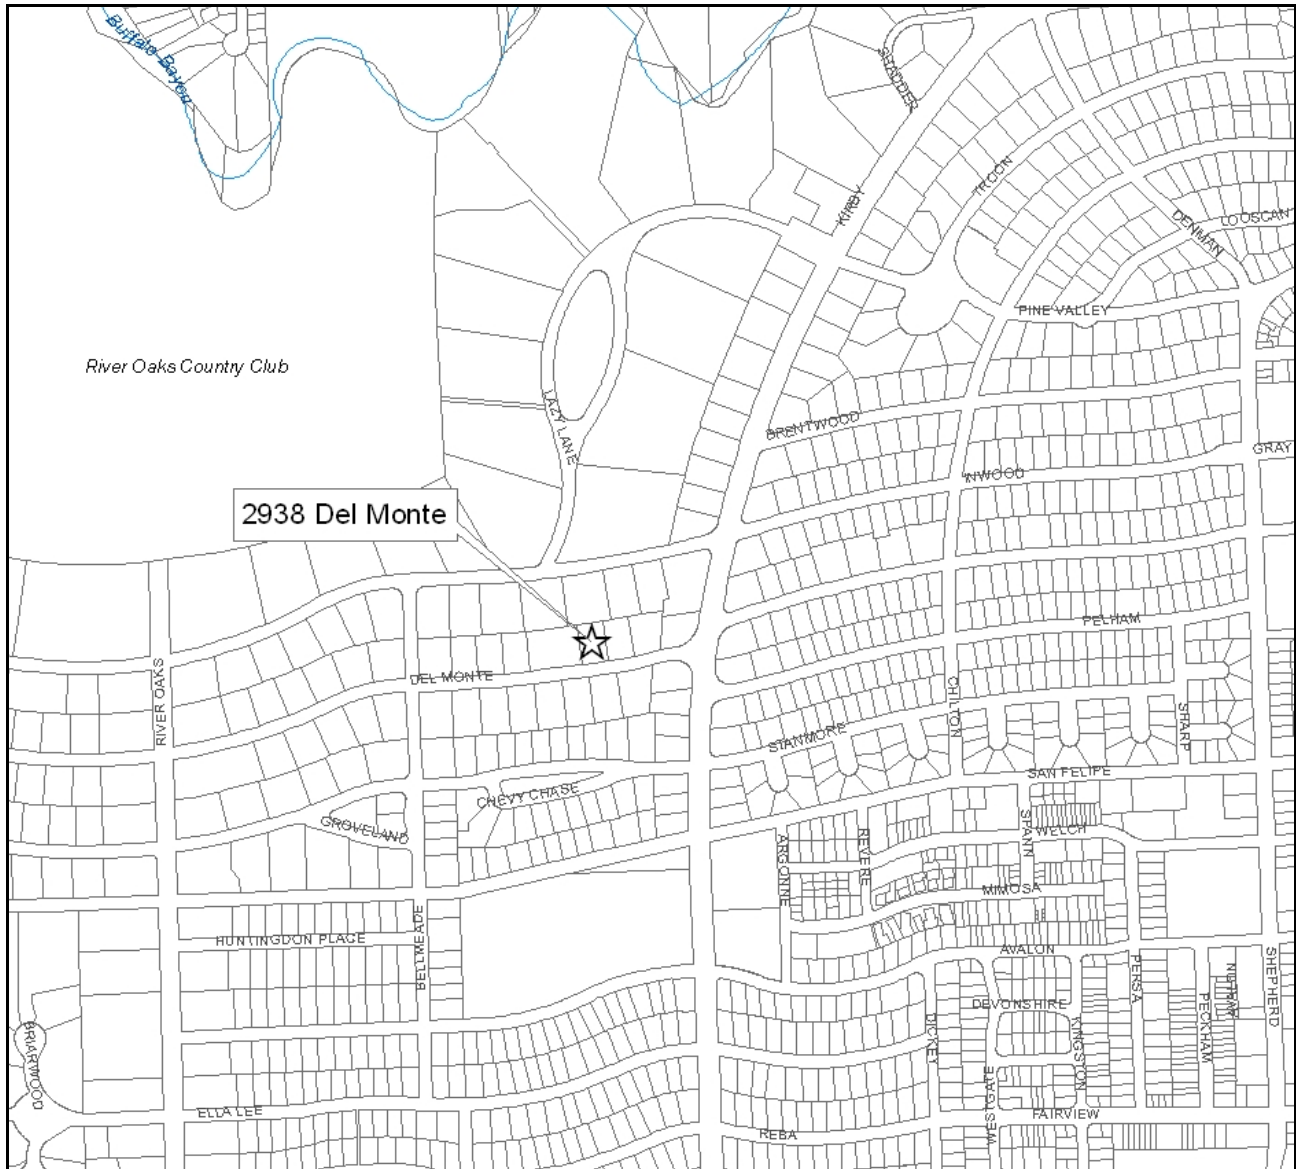 Buffalo Bayou
SHADDER
TROON
KIRBY
DENMAN
LOOSCAN
PINE VALLEY
River Oaks Country Club
LAZY LANE
BRENTWOOD
GRAY
INWOOD
2938 Del Monte
PELHAM
RIVER OAKS
DEL MONTE
CHILTON
SHARP
STANMORE
SAN FELIPE
CHEVY CHASE
GROVELAND
SPANN
WELCH
ARGONNE
REVERE
MIMOSA
HUNTINGDON PLACE
BELLMEADE
AVALON
PERSA
SHEPHERD
DEVONSHIRE
PECKHAM
BRIARWOOD
DICKEY
KINGSTON
WESTGATE
ELLA LEE
FAIRVIEW
REBA